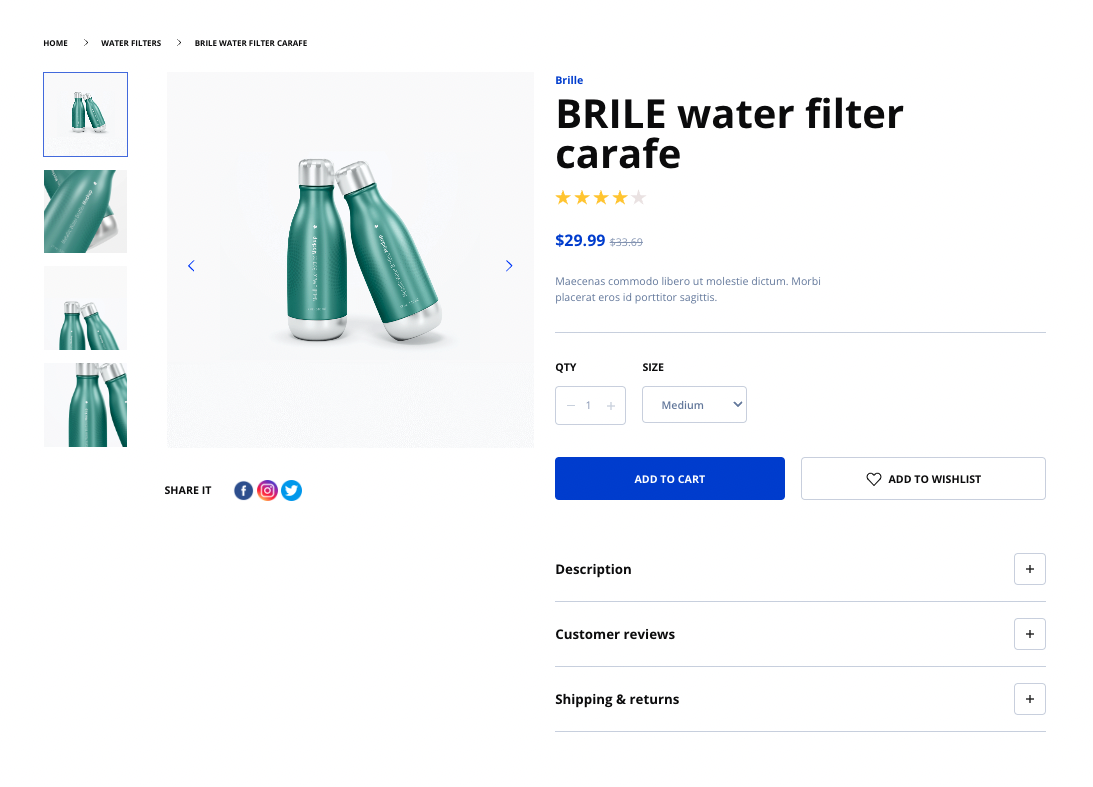 HOME > WATER FILTERS > BRILE WATER FILTER CARAFE
Brille
BRILE water filter
carafe
$29.99 $33.69
Maecenas commodo libero ut molestie dictum. Morbi
placerat eros id porttitor sagittis.
QTY SIZE
− 1 + Medium
ADD TO CART ADD TO WISHLIST
SHARE IT
Description +
Customer reviews +
Shipping & returns +